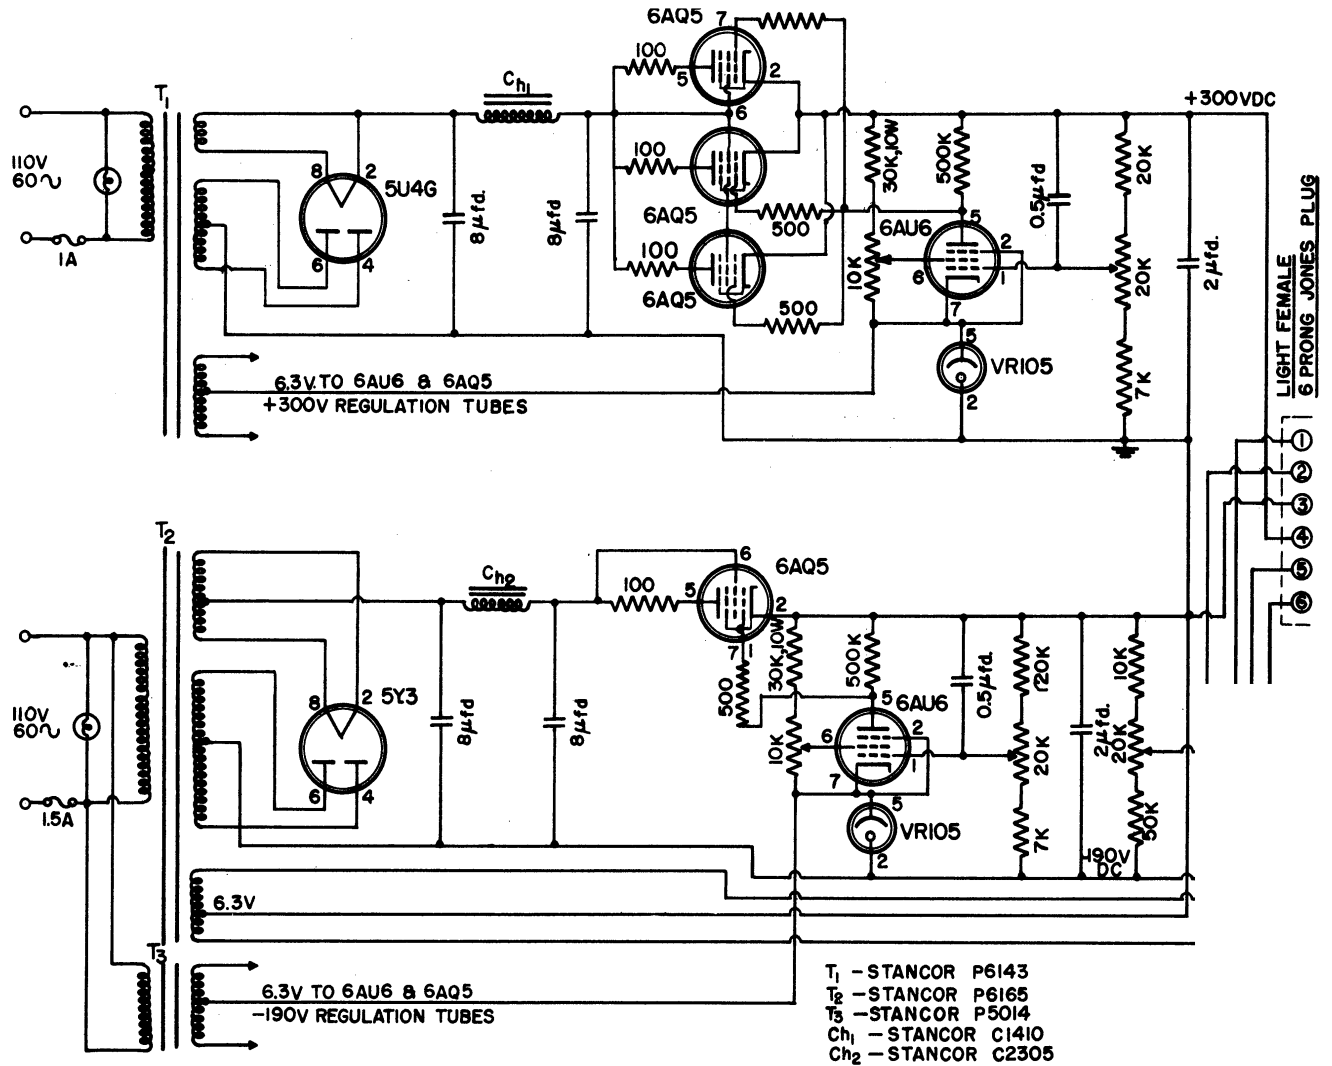 6AQ5 7
100
5
2
6
Ch1
T1
+300VDC
110V
60~
1A
8 2
5U4G
6 4
8µfd.
8µfd
100
6AQ5
500
100
6AQ5
500
30K,10W
500K
0.5µfd
20K
6AU6
5
2
6
1
7
10K
20K
2µfd.
5
VR105
2
7K
LIGHT FEMALE
6 PRONG JONES PLUG
6.3V. TO 6AU6 & 6AQ5
+300V REGULATION TUBES
1
2
3
4
5
6
T2
Ch2
6
6AQ5
100
5
2
7
1
500
30K,10W
500K
0.5µfd.
20K
10K
110V
60~
1.5A
8 2 5Y3
6 4
8µfd
8µfd
6AU6
5
2
6
1
7
10K
20K
2µfd.
20K
5
VR105
2
7K
50K
-190V
DC
6.3V
T3
6.3V TO 6AU6 & 6AQ5
-190V REGULATION TUBES
T1 - STANCOR P6143
T2 - STANCOR P6165
T3 - STANCOR P5014
Ch1 - STANCOR C1410
Ch2 - STANCOR C2305